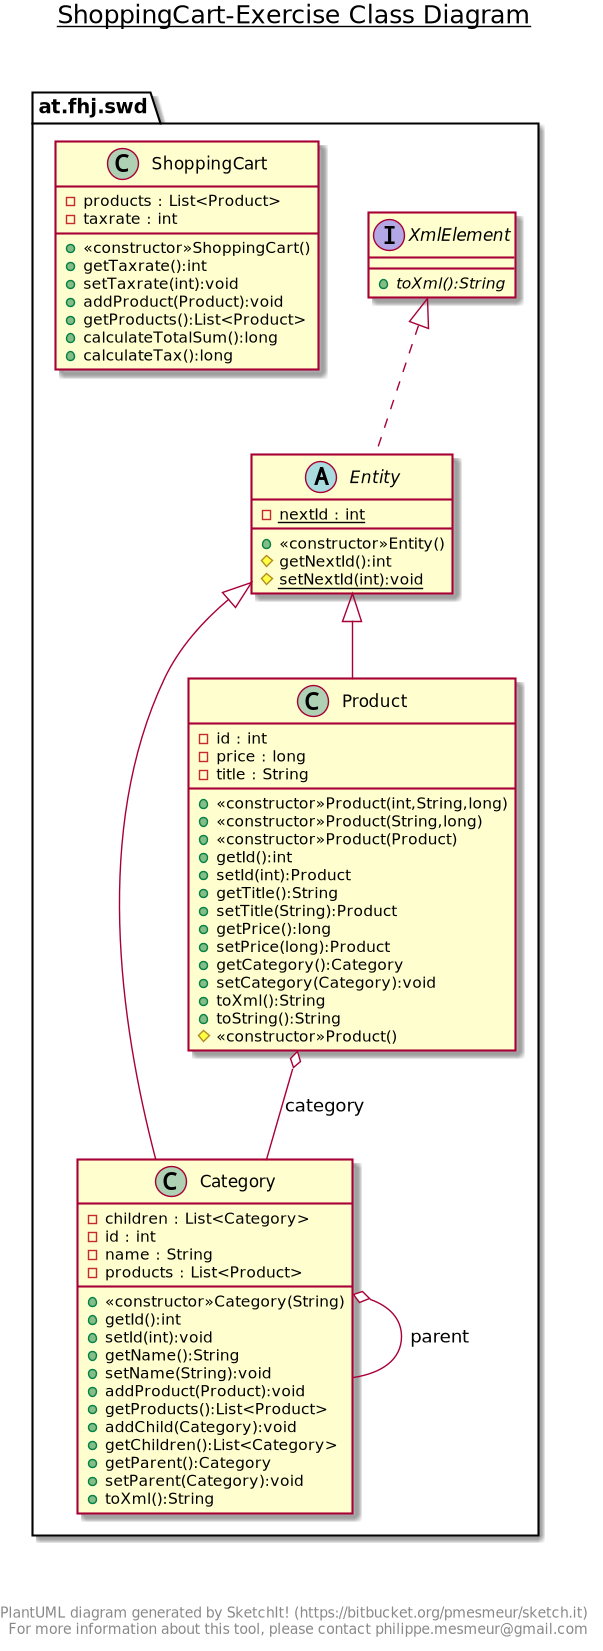 ShoppingCart-Exercise Class Diagram
at.fhj.swd
C ShoppingCart
products : List<Product>
taxrate : int
«constructor»ShoppingCart()
getTaxrate():int
setTaxrate(int):void
addProduct(Product):void
getProducts():List<Product>
calculateTotalSum():long
calculateTax():long
I XmlElement
toXml():String
A Entity
nextId : int
«constructor»Entity()
getNextId():int
setNextId(int):void
C Product
id : int
price : long
title : String
«constructor»Product(int,String,long)
«constructor»Product(String,long)
«constructor»Product(Product)
getId():int
setId(int):Product
getTitle():String
setTitle(String):Product
getPrice():long
setPrice(long):Product
getCategory():Category
setCategory(Category):void
toXml():String
toString():String
«constructor»Product()
category
C Category
children : List<Category>
id : int
name : String
products : List<Product>
«constructor»Category(String)
getId():int
setId(int):void
getName():String
setName(String):void
addProduct(Product):void
getProducts():List<Product>
addChild(Category):void
getChildren():List<Category>
getParent():Category
setParent(Category):void
toXml():String
parent
PlantUML diagram generated by SketchIt! (https://bitbucket.org/pmesmeur/sketch.it)
For more information about this tool, please contact philippe.mesmeur@gmail.com